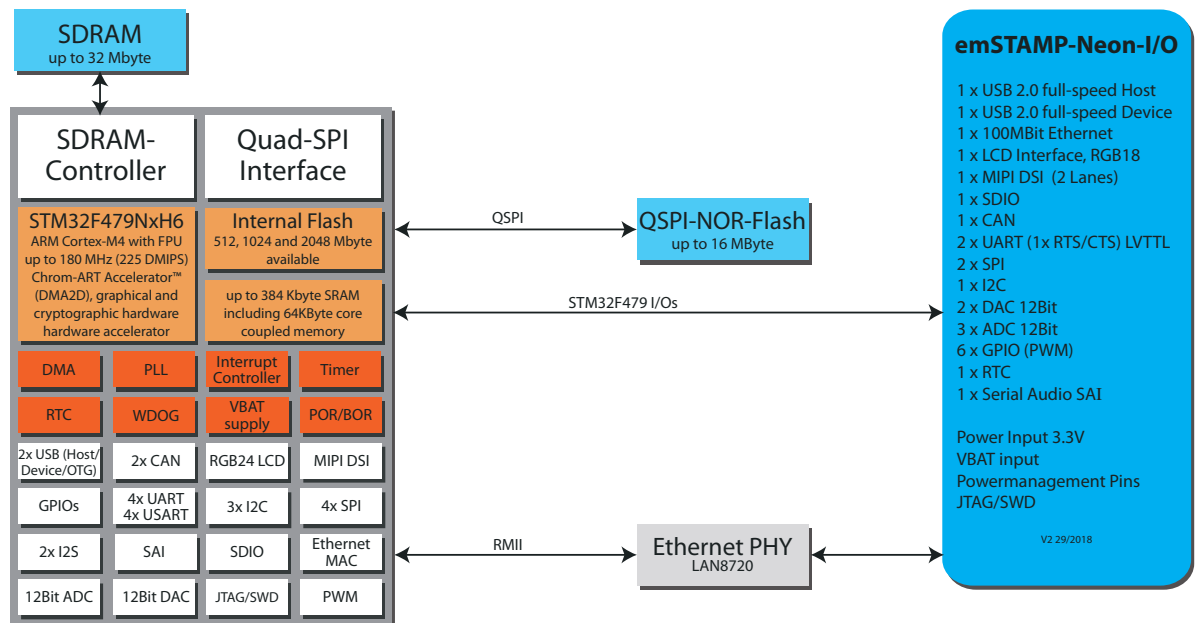 SDRAM
up to 32 Mbyte
SDRAM-
Controller
Quad-SPI
Interface
STM32F479NxH6
ARM Cortex-M4 with FPU
up to 180 MHz (225 DMIPS)
Chrom-ART Accelerator™
(DMA2D), graphical and
cryptographic hardware
hardware accelerator
Internal Flash
512, 1024 and 2048 Mbyte
available
up to 384 Kbyte SRAM
including 64KByte core
coupled memory
DMA
PLL
Interrupt
Controller
Timer
RTC
WDOG
VBAT
supply
POR/BOR
2x USB (Host/
Device/OTG)
2x CAN
RGB24 LCD
MIPI DSI
GPIOs
4x UART
4x USART
3x I2C
4x SPI
2x I2S
SAI
SDIO
Ethernet
MAC
12Bit ADC
12Bit DAC
JTAG/SWD
PWM
QSPI
QSPI-NOR-Flash
up to 16 MByte
STM32F479 I/Os
RMII
Ethernet PHY
LAN8720
emSTAMP-Neon-I/O
1 x USB 2.0 full-speed Host
1 x USB 2.0 full-speed Device
1 x 100MBit Ethernet
1 x LCD Interface, RGB18
1 x MIPI DSI  (2 Lanes)
1 x SDIO
1 x CAN
2 x UART (1x RTS/CTS) LVTTL
2 x SPI
1 x I2C
2 x DAC 12Bit
3 x ADC 12Bit
6 x GPIO (PWM)
1 x RTC
1 x Serial Audio SAI
Power Input 3.3V
VBAT input
Powermanagement Pins
JTAG/SWD
V2 29/2018